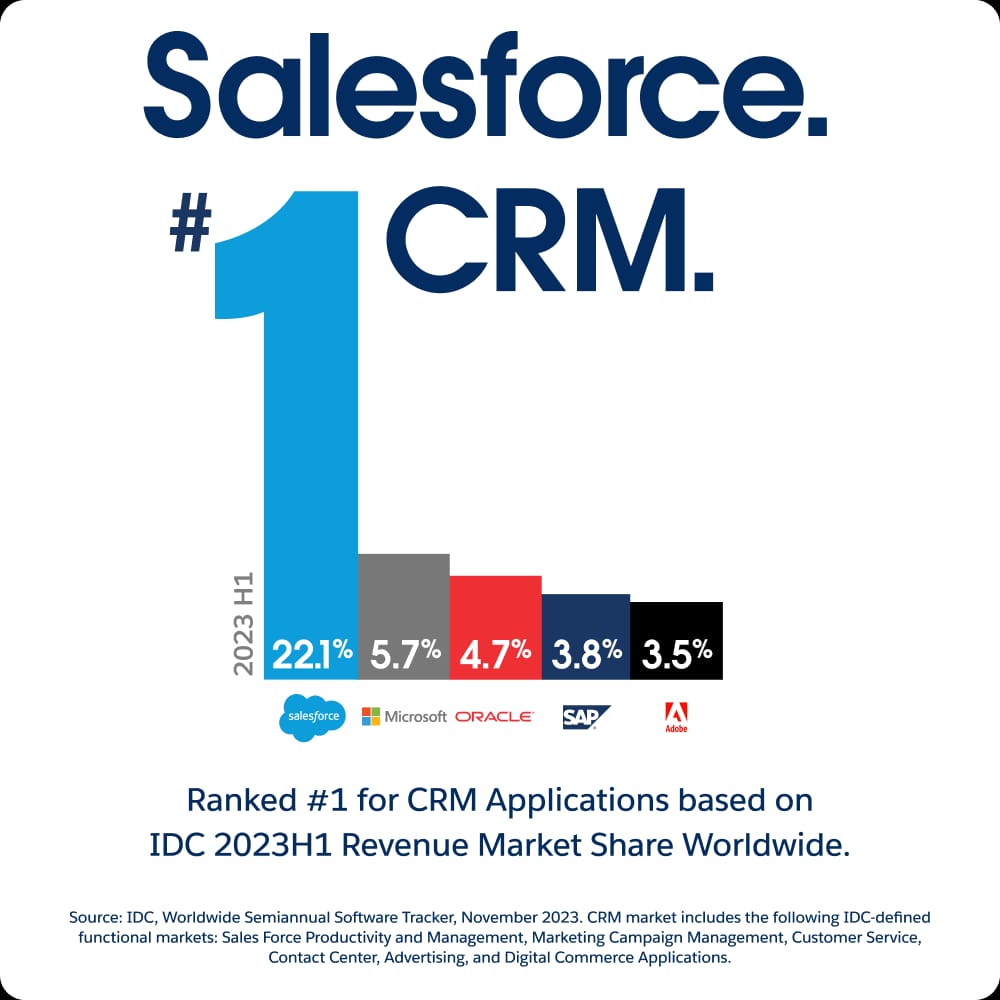 Salesforce.
#1 CRM.
2023 H1
22.1% 5.7% 4.7% 3.8% 3.5%
salesforce Microsoft ORACLE SAP Adobe
Ranked #1 for CRM Applications based on
IDC 2023H1 Revenue Market Share Worldwide.
Source: IDC, Worldwide Semiannual Software Tracker, November 2023. CRM market includes the following IDC-defined
functional markets: Sales Force Productivity and Management, Marketing Campaign Management, Customer Service,
Contact Center, Advertising, and Digital Commerce Applications.